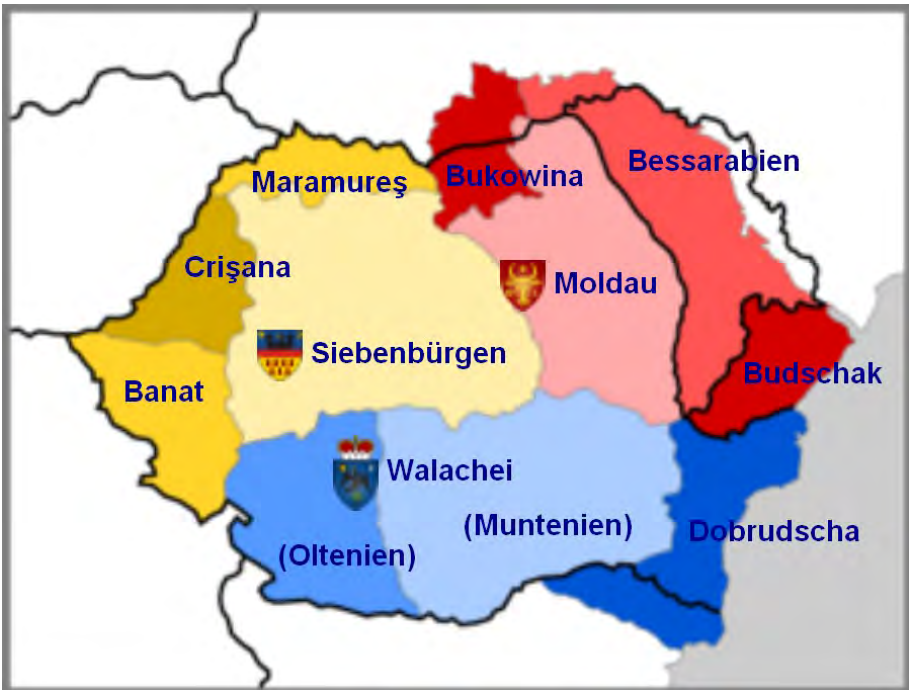 Bessarabien
Maramureş
Bukowina
Crişana
Moldau
Siebenbürgen
Budschak
Banat
Walachei
(Muntenien)
Dobrudscha
(Oltenien)